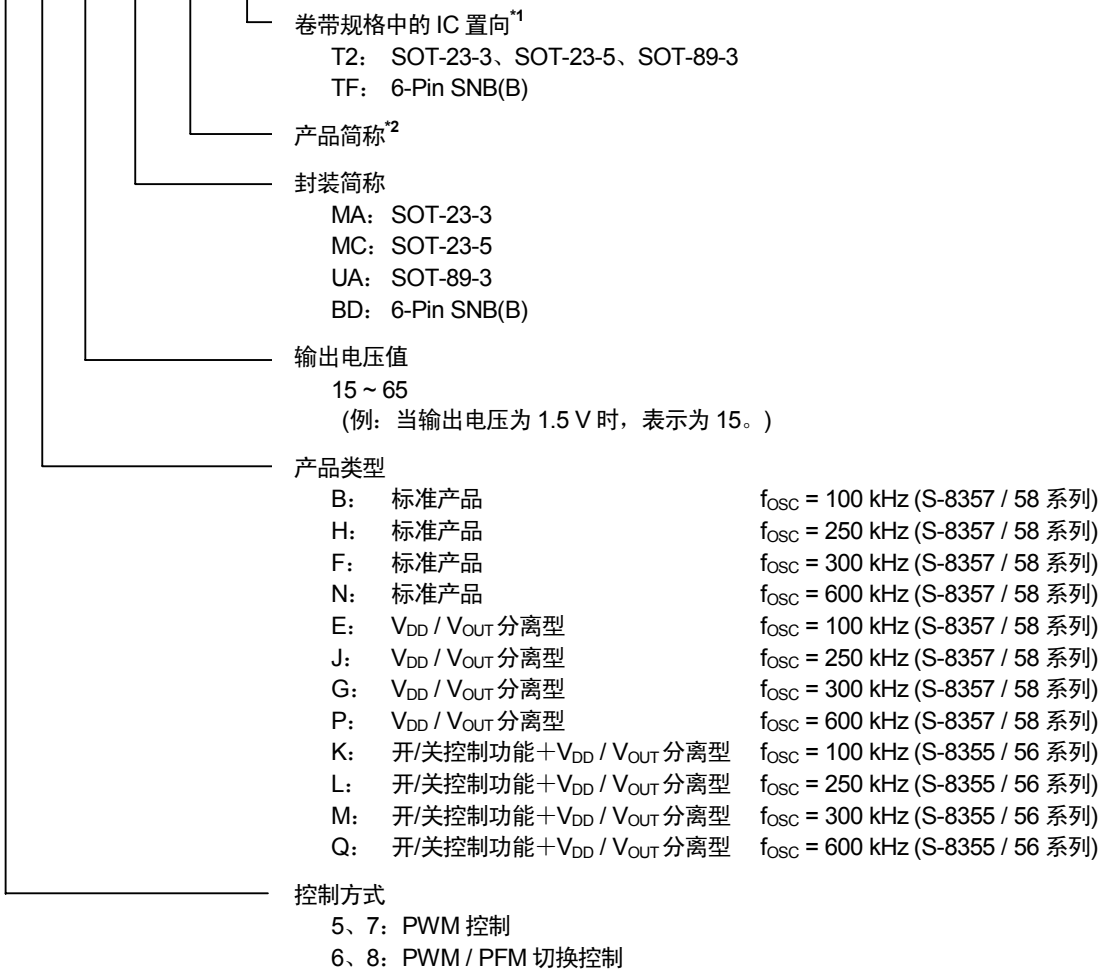 卷带规格中的 IC 置向*1
T2： SOT-23-3、SOT-23-5、SOT-89-3
TF： 6-Pin SNB(B)
产品简称*2
封装简称
MA： SOT-23-3
MC： SOT-23-5
UA： SOT-89-3
BD： 6-Pin SNB(B)
输出电压值
15 ~ 65
(例：当输出电压为 1.5 V 时，表示为 15。)
产品类型
B： 标准产品 fOSC = 100 kHz (S-8357 / 58 系列)
H： 标准产品 fOSC = 250 kHz (S-8357 / 58 系列)
F： 标准产品 fOSC = 300 kHz (S-8357 / 58 系列)
N： 标准产品 fOSC = 600 kHz (S-8357 / 58 系列)
E： VDD / VOUT 分离型 fOSC = 100 kHz (S-8357 / 58 系列)
J： VDD / VOUT 分离型 fOSC = 250 kHz (S-8357 / 58 系列)
G： VDD / VOUT 分离型 fOSC = 300 kHz (S-8357 / 58 系列)
P： VDD / VOUT 分离型 fOSC = 600 kHz (S-8357 / 58 系列)
K： 开/关控制功能＋VDD / VOUT 分离型 fOSC = 100 kHz (S-8355 / 56 系列)
L： 开/关控制功能＋VDD / VOUT 分离型 fOSC = 250 kHz (S-8355 / 56 系列)
M： 开/关控制功能＋VDD / VOUT 分离型 fOSC = 300 kHz (S-8355 / 56 系列)
Q： 开/关控制功能＋VDD / VOUT 分离型 fOSC = 600 kHz (S-8355 / 56 系列)
控制方式
5、7：PWM 控制
6、8：PWM / PFM 切换控制